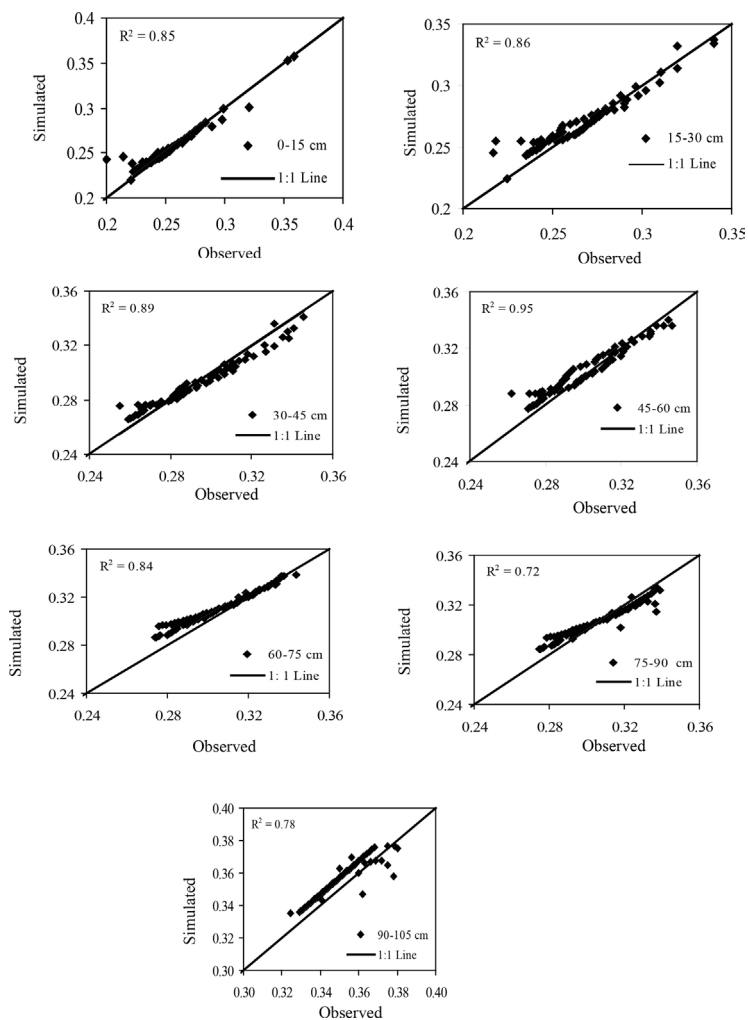 R² = 0.85
0.4
0.35
0.3
0.25
0.2
Simulated
0-15 cm
1:1 Line
0.2 0.25 0.3 0.35 0.4
Observed
R² = 0.86
0.35
0.3
0.25
0.2
Simulated
15-30 cm
1:1 Line
0.2 0.25 0.3 0.35
Observed
R² = 0.89
0.36
0.32
0.28
0.24
Simulated
30-45 cm
1:1 Line
0.24 0.28 0.32 0.36
Observed
R² = 0.95
0.36
0.32
0.28
0.24
Simulated
45-60 cm
1:1 Line
0.24 0.28 0.32 0.36
Observed
R² = 0.84
0.36
0.32
0.28
0.24
Simulated
60-75 cm
1: 1 Line
0.24 0.28 0.32 0.36
Observed
R² = 0.72
0.36
0.32
0.28
0.24
Simulated
75-90 cm
1:1 Line
0.24 0.28 0.32 0.36
Observed
R² = 0.78
0.40
0.38
0.36
0.34
0.32
0.30
Simulated
90-105 cm
1:1 Line
0.30 0.32 0.34 0.36 0.38 0.40
Observed